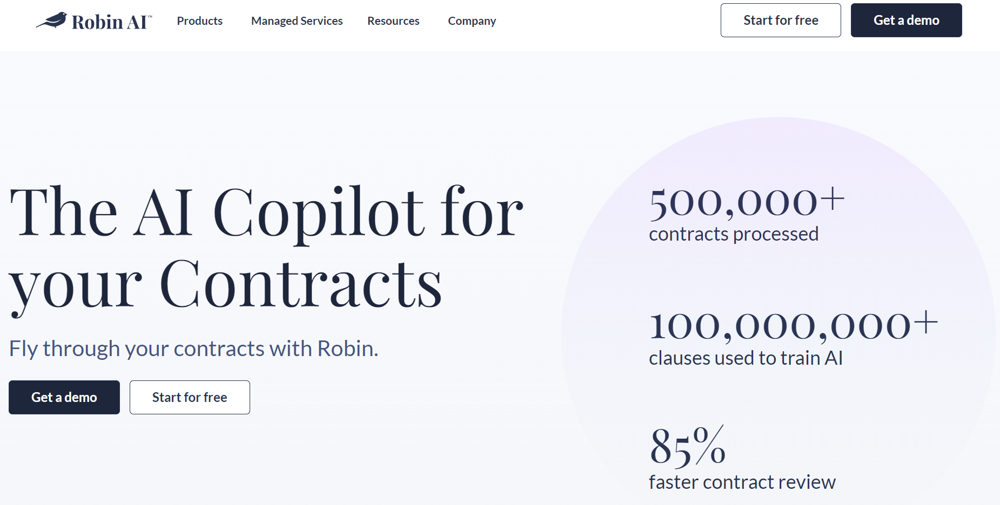 Robin AI™
Products
Managed Services
Resources
Company
Start for free
Get a demo
The AI Copilot for
your Contracts
Fly through your contracts with Robin.
Get a demo
Start for free
500,000+
contracts processed
100,000,000+
clauses used to train AI
85%
faster contract review